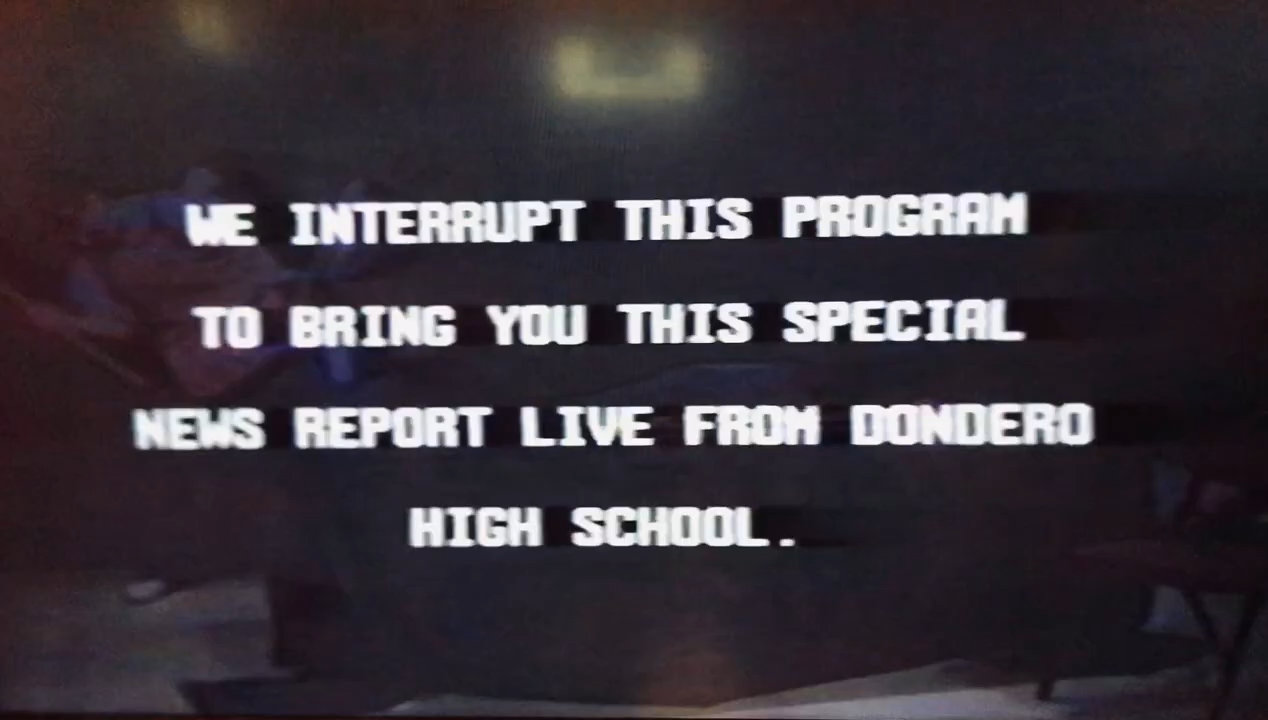 WE INTERRUPT THIS PROGRAM
TO BRING YOU THIS SPECIAL
NEWS REPORT LIVE FROM DONDERO
HIGH SCHOOL.